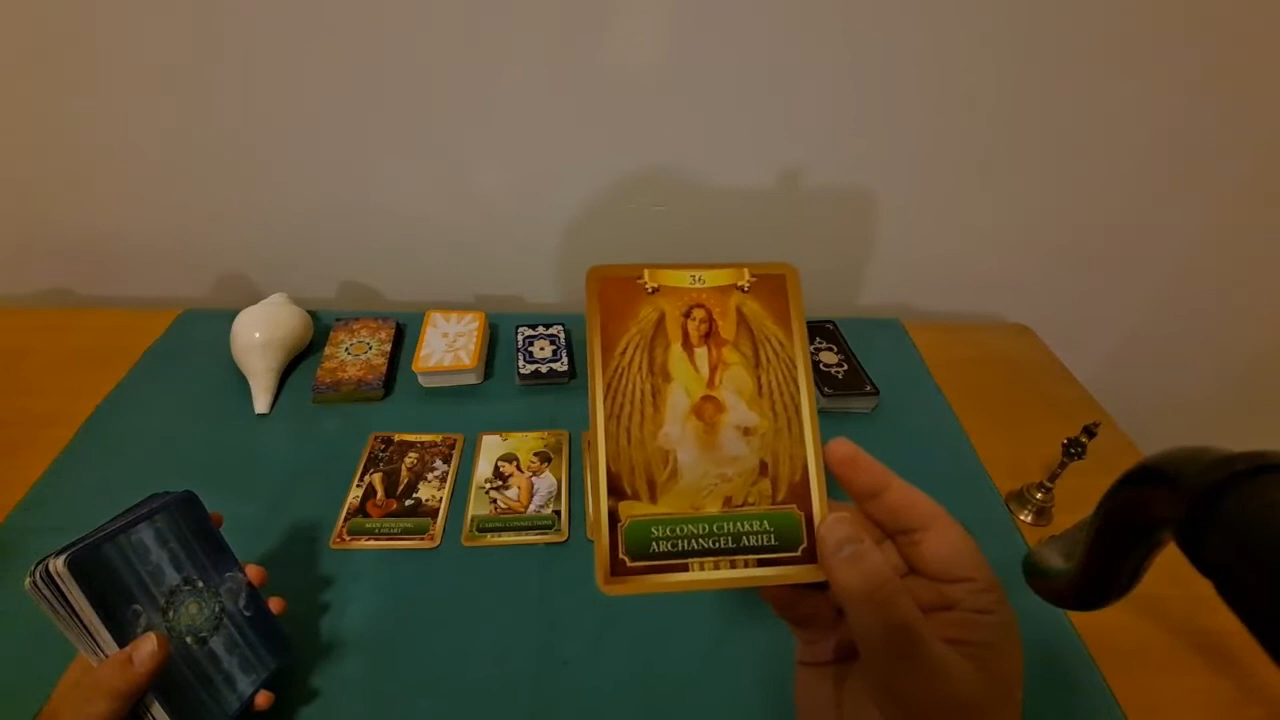 36
SECOND CHAKRA,
ARCHANGEL ARIEL
MAN HOLDING
A HEART
CARING CONNECTIONS